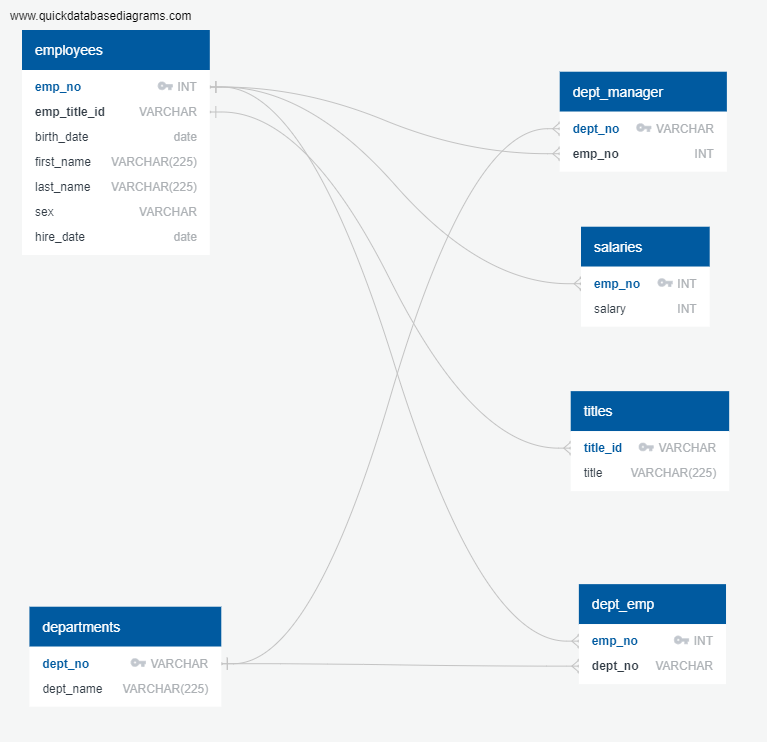 www.quickdatabasediagrams.com
employees
emp_no INT
emp_title_id VARCHAR
birth_date date
first_name VARCHAR(225)
last_name VARCHAR(225)
sex VARCHAR
hire_date date
dept_manager
dept_no VARCHAR
emp_no INT
salaries
emp_no INT
salary INT
titles
title_id VARCHAR
title VARCHAR(225)
departments
dept_no VARCHAR
dept_name VARCHAR(225)
dept_emp
emp_no INT
dept_no VARCHAR